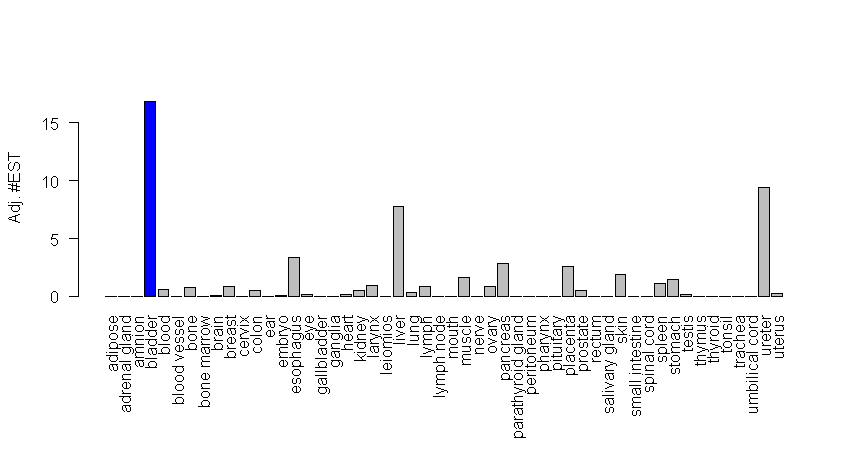 Adj. #EST
15
10
5
0
adipose
adrenal gland
amnion
bladder
blood
blood vessel
bone
bone marrow
brain
breast
cervix
colon
ear
embryo
esophagus
eye
gallbladder
ganglia
heart
kidney
larynx
leiomios
liver
lung
lymph
lymph node
mouth
muscle
nerve
ovary
pancreas
parathyroid gland
peritoneum
pharynx
pituitary
placenta
prostate
rectum
salivary gland
skin
small intestine
spinal cord
spleen
stomach
testis
thymus
thyroid
tonsil
trachea
umbilical cord
ureter
uterus